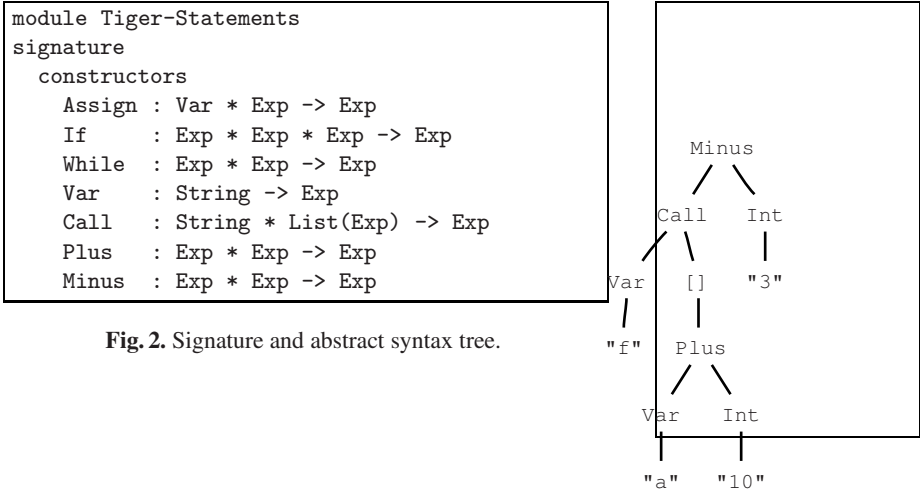 module Tiger-Statements
signature
constructors
Assign : Var * Exp -> Exp
If : Exp * Exp * Exp -> Exp
While : Exp * Exp -> Exp
Var : String -> Exp
Call : String * List(Exp) -> Exp
Plus : Exp * Exp -> Exp
Minus : Exp * Exp -> Exp
Fig. 2. Signature and abstract syntax tree.
Minus
Call Int
Var [] "3"
"f" Plus
Var Int
"a" "10"